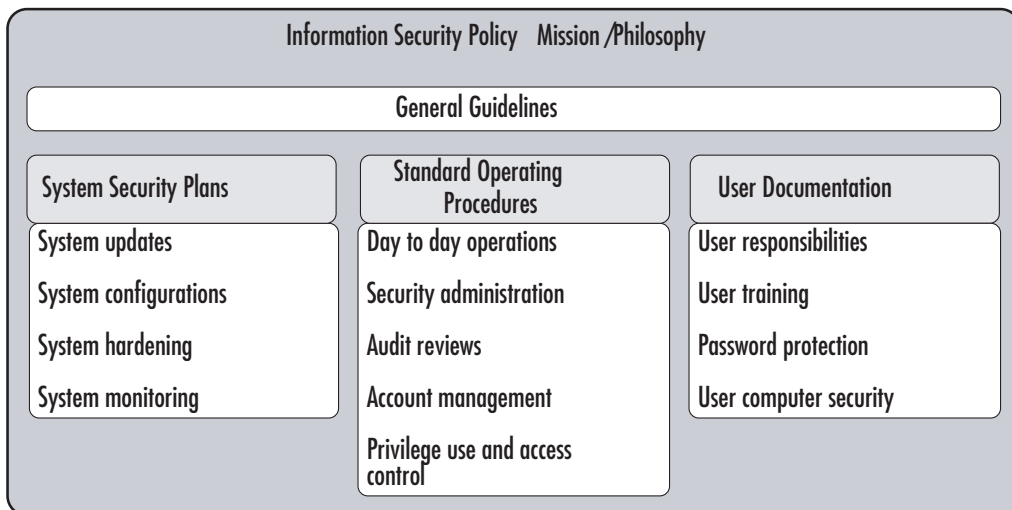 Information Security Policy Mission /Philosophy
General Guidelines
System Security Plans
System updates
System configurations
System hardening
System monitoring
Standard Operating
Procedures
Day to day operations
Security administration
Audit reviews
Account management
Privilege use and access
control
User Documentation
User responsibilities
User training
Password protection
User computer security